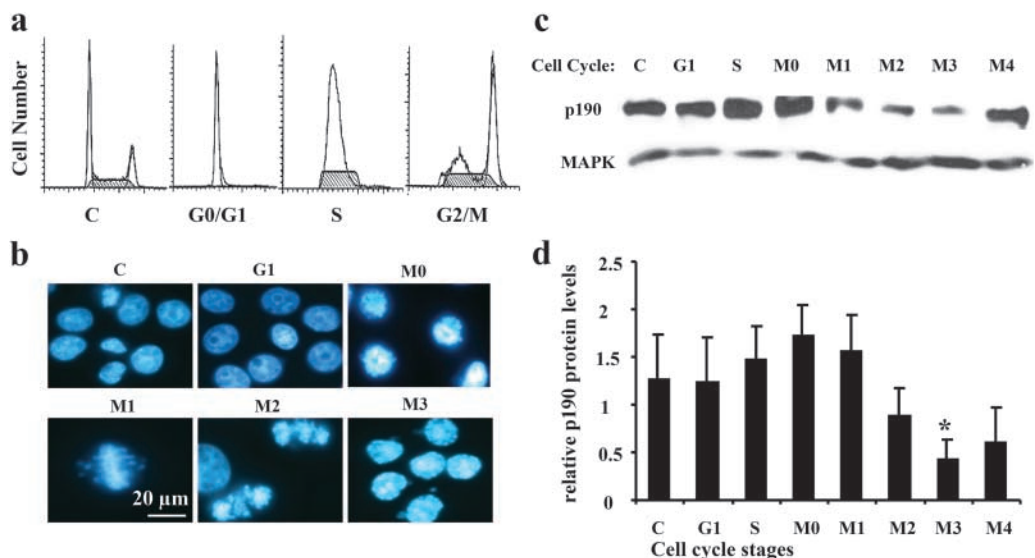 a
Cell Number
C
G0/G1
S
G2/M
b
C
G1
M0
M1
M2
M3
20 µm
c
Cell Cycle: C G1 S M0 M1 M2 M3 M4
p190
MAPK
d
relative p190 protein levels
2.5
2
1.5
1
0.5
0
*
C G1 S M0 M1 M2 M3 M4
Cell cycle stages